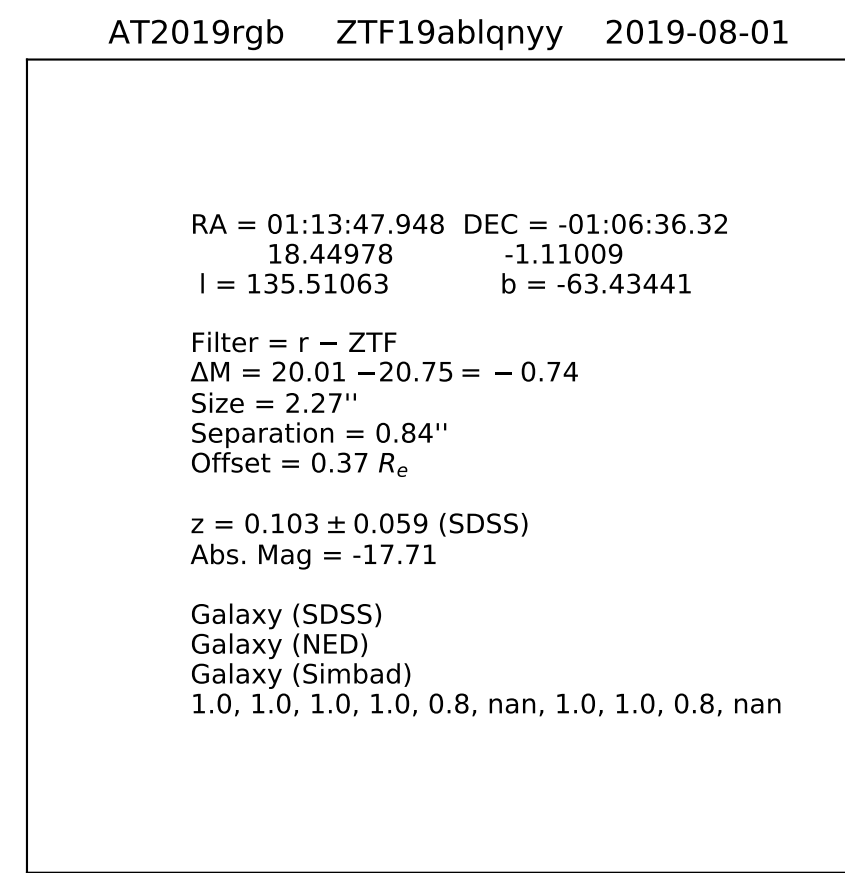 AT2019rgb ZTF19ablqnyy 2019-08-01
RA = 01:13:47.948 DEC = -01:06:36.32
18.44978 -1.11009
l = 135.51063 b = -63.43441
Filter = r − ZTF
ΔM = 20.01 −20.75 = − 0.74
Size = 2.27''
Separation = 0.84''
Offset = 0.37 Re
z = 0.103 ± 0.059 (SDSS)
Abs. Mag = -17.71
Galaxy (SDSS)
Galaxy (NED)
Galaxy (Simbad)
1.0, 1.0, 1.0, 1.0, 0.8, nan, 1.0, 1.0, 0.8, nan